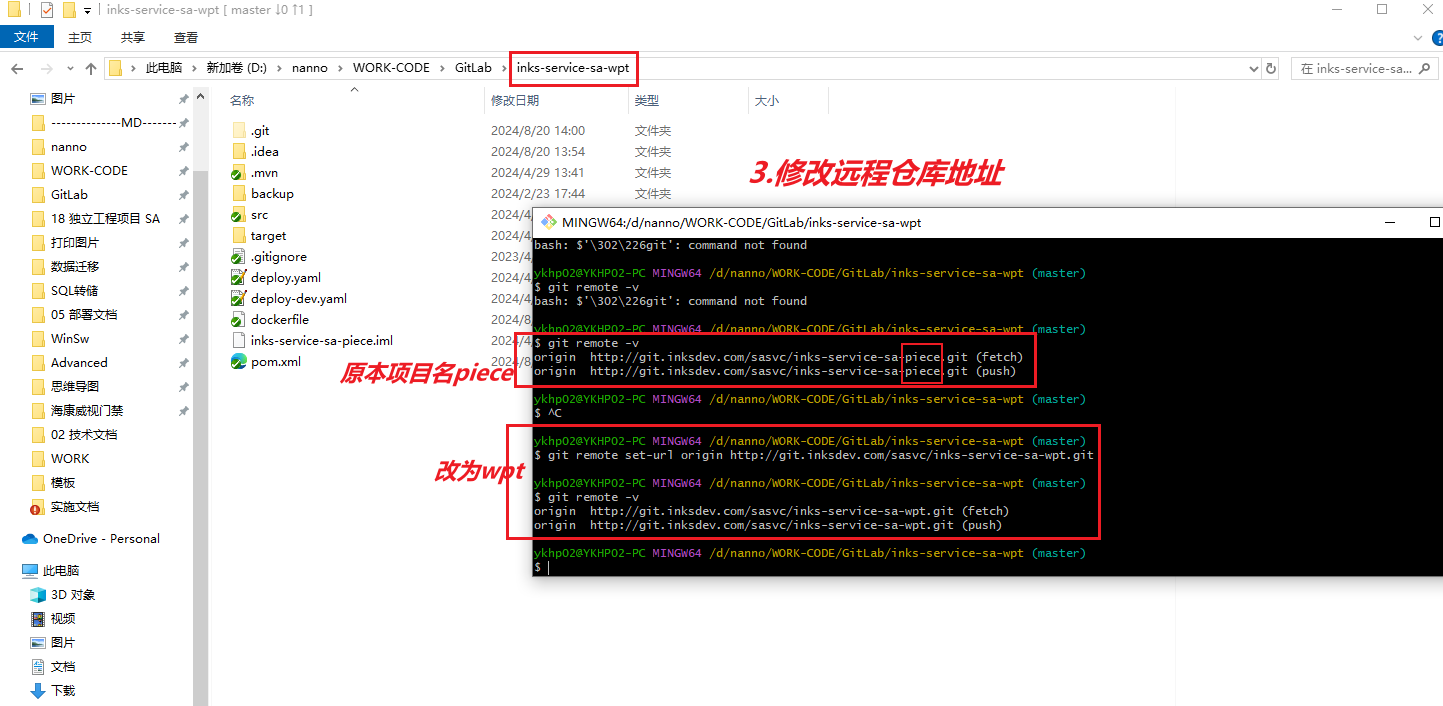 inks-service-sa-wpt [ master ↓0 ↑1 ]
文件 主页 共享 查看
此电脑 > 新加卷 (D:) > nanno > WORK-CODE > GitLab > inks-service-sa-wpt
在 inks-service-sa...
图片
--------------MD-------
nanno
WORK-CODE
GitLab
18 独立工程项目 SA
打印图片
数据迁移
SQL转储
05 部署文档
WinSw
Advanced
思维导图
海康威视门禁
02 技术文档
WORK
模板
实施文档
OneDrive - Personal
此电脑
3D 对象
视频
图片
文档
下载
名称 修改日期 类型 大小
.git 2024/8/20 14:00 文件夹
.idea 2024/8/20 13:54 文件夹
.mvn 2024/4/29 13:41 文件夹
backup 2024/2/23 17:44 文件夹
src 2024/4
target 2024/4
.gitignore 2023/4
deploy.yaml 2024/4
deploy-dev.yaml 2024/4
dockerfile 2024/8
inks-service-sa-piece.iml 2024/4
pom.xml 2024/8
3.修改远程仓库地址
原本项目名piece
改为wpt
MINGW64:/d/nanno/WORK-CODE/GitLab/inks-service-sa-wpt
bash: $'\302\226git': command not found
ykhp02@YKHP02-PC MINGW64 /d/nanno/WORK-CODE/GitLab/inks-service-sa-wpt (master)
$ git remote -v
bash: $'\302\226git': command not found
ykhp02@YKHP02-PC MINGW64 /d/nanno/WORK-CODE/GitLab/inks-service-sa-wpt (master)
$ git remote -v
origin http://git.inksdev.com/sasvc/inks-service-sa-piece.git (fetch)
origin http://git.inksdev.com/sasvc/inks-service-sa-piece.git (push)
ykhp02@YKHP02-PC MINGW64 /d/nanno/WORK-CODE/GitLab/inks-service-sa-wpt (master)
$ ^C
ykhp02@YKHP02-PC MINGW64 /d/nanno/WORK-CODE/GitLab/inks-service-sa-wpt (master)
$ git remote set-url origin http://git.inksdev.com/sasvc/inks-service-sa-wpt.git
ykhp02@YKHP02-PC MINGW64 /d/nanno/WORK-CODE/GitLab/inks-service-sa-wpt (master)
$ git remote -v
origin http://git.inksdev.com/sasvc/inks-service-sa-wpt.git (fetch)
origin http://git.inksdev.com/sasvc/inks-service-sa-wpt.git (push)
ykhp02@YKHP02-PC MINGW64 /d/nanno/WORK-CODE/GitLab/inks-service-sa-wpt (master)
$